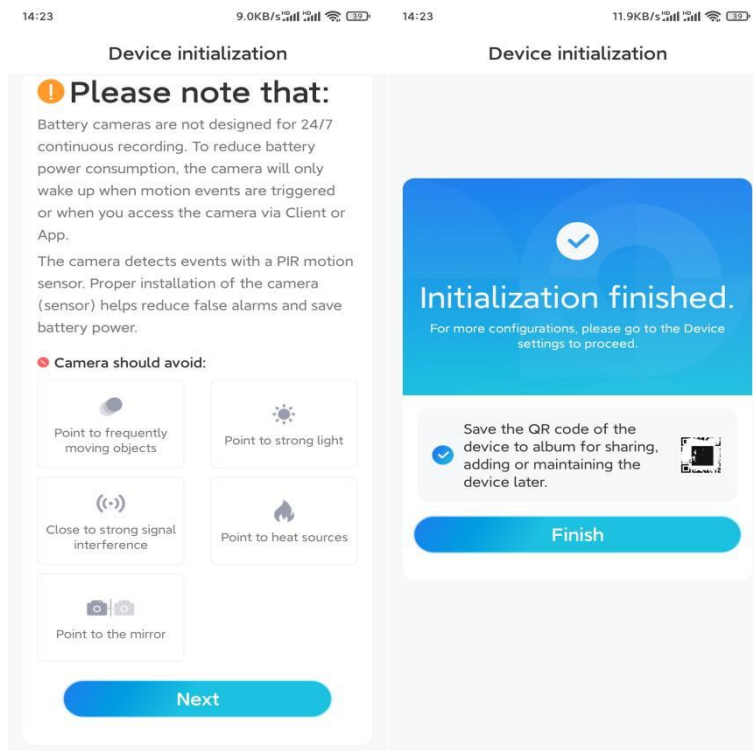 14:23
9.0KB/s
39
Device initialization
Please note that:
Battery cameras are not designed for 24/7
continuous recording. To reduce battery
power consumption, the camera will only
wake up when motion events are triggered
or when you access the camera via Client or
App.
The camera detects events with a PIR motion
sensor. Proper installation of the camera
(sensor) helps reduce false alarms and save
battery power.
Camera should avoid:
Point to frequently
moving objects
Point to strong light
Close to strong signal
interference
Point to heat sources
Point to the mirror
Next
14:23
11.9KB/s
39
Device initialization
Initialization finished.
For more configurations, please go to the Device
settings to proceed.
Save the QR code of the
device to album for sharing,
adding or maintaining the
device later.
Finish